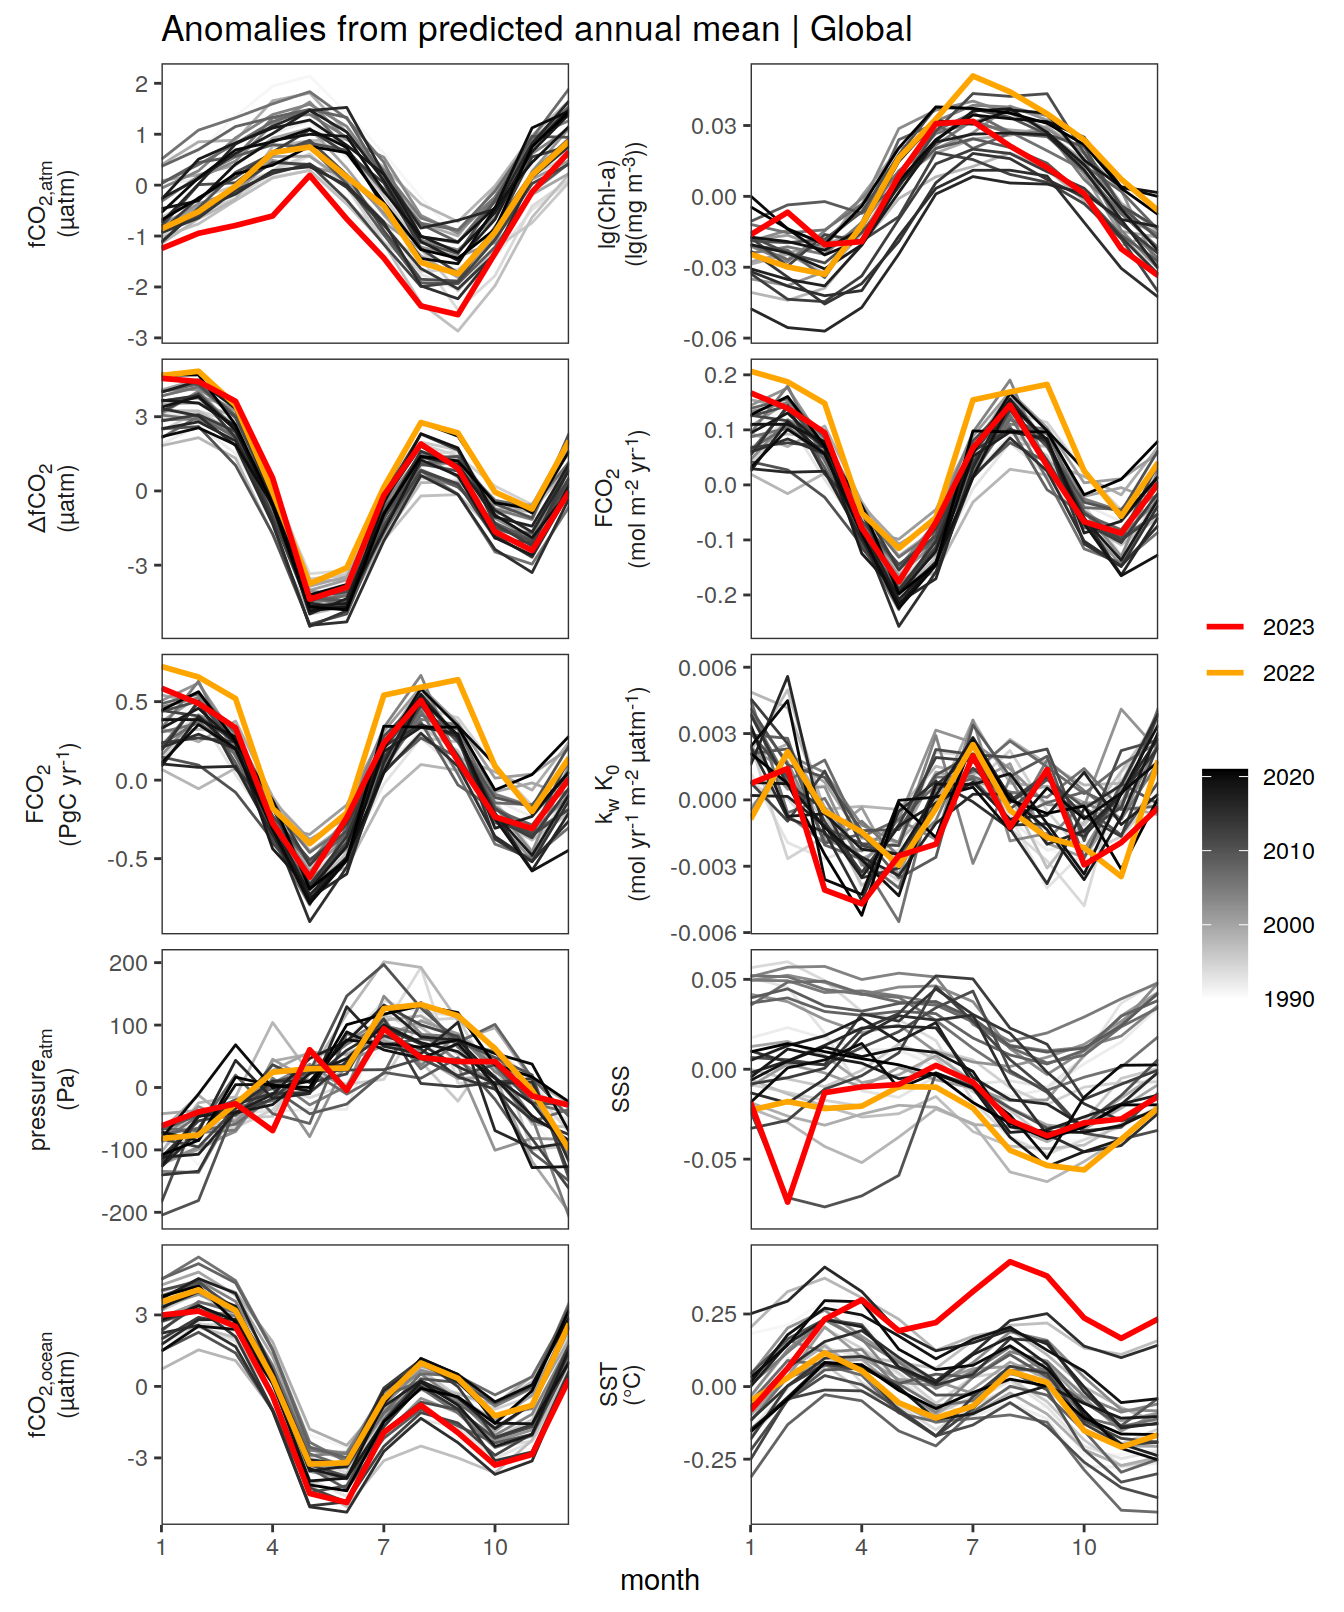 Anomalies from predicted annual mean | Global
fCO2,atm
(µatm)
2
1
0
-1
-2
-3
lg(Chl-a)
(lg(mg m-3))
0.03
0.00
-0.03
-0.06
ΔfCO2
(µatm)
3
0
-3
FCO2
(mol m-2 yr-1)
0.2
0.1
0.0
-0.1
-0.2
FCO2
(PgC yr-1)
0.5
0.0
-0.5
kw K0
(mol yr-1 m-2 µatm-1)
0.006
0.003
0.000
-0.003
-0.006
pressureatm
(Pa)
200
100
0
-100
-200
SSS
0.05
0.00
-0.05
fCO2,ocean
(µatm)
3
0
-3
SST
(°C)
0.25
0.00
-0.25
1 4 7 10
1 4 7 10
month
2023
2022
2020
2010
2000
1990